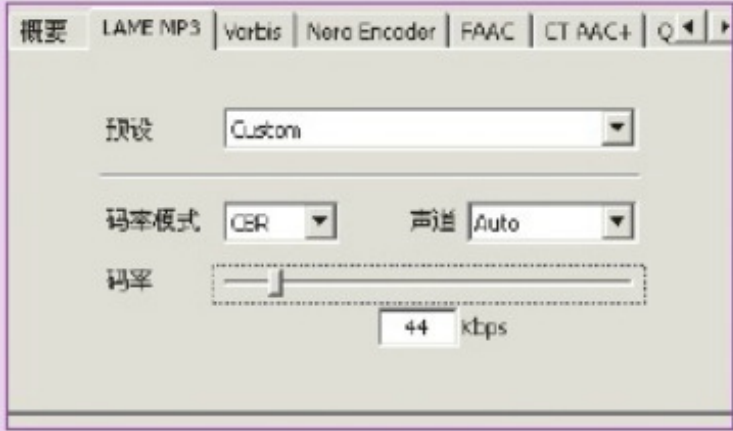 概要 LAME MP3 Vorbis Nero Encoder FAAC CT AAC+ Q
预设 Custom
码率模式 CBR 声道 Auto
码率
44 kbps